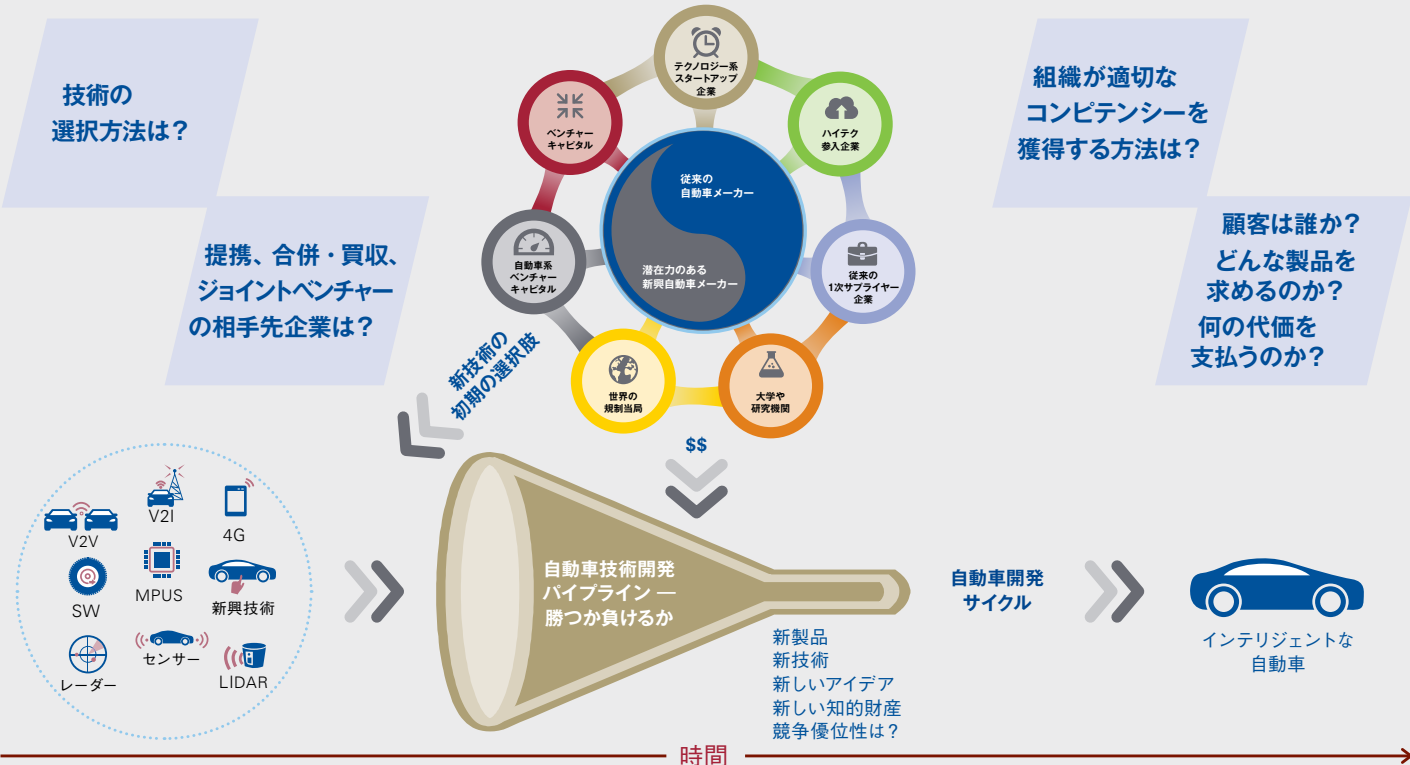 技術の
選択方法は？
提携、合併・買収、
ジョイントベンチャー
の相手先企業は？
テクノロジー系
スタートアップ
企業
ベンチャー
キャピタル
ハイテク
参入企業
従来の
自動車メーカー
潜在力のある
新興自動車メーカー
自動車系
ベンチャー
キャピタル
従来の
1次サプライヤー
企業
世界の
規制当局
大学や
研究機関
組織が適切な
コンピテンシーを
獲得する方法は？
顧客は誰か？
どんな製品を
求めるのか？
何の代価を
支払うのか？
新技術の
初期の選択肢
$$
V2V
V2I
4G
SW
MPUS
新興技術
レーダー
センサー
LIDAR
自動車技術開発
パイプライン —
勝つか負けるか
新製品
新技術
新しいアイデア
新しい知的財産
競争優位性は？
自動車開発
サイクル
インテリジェントな
自動車
時間